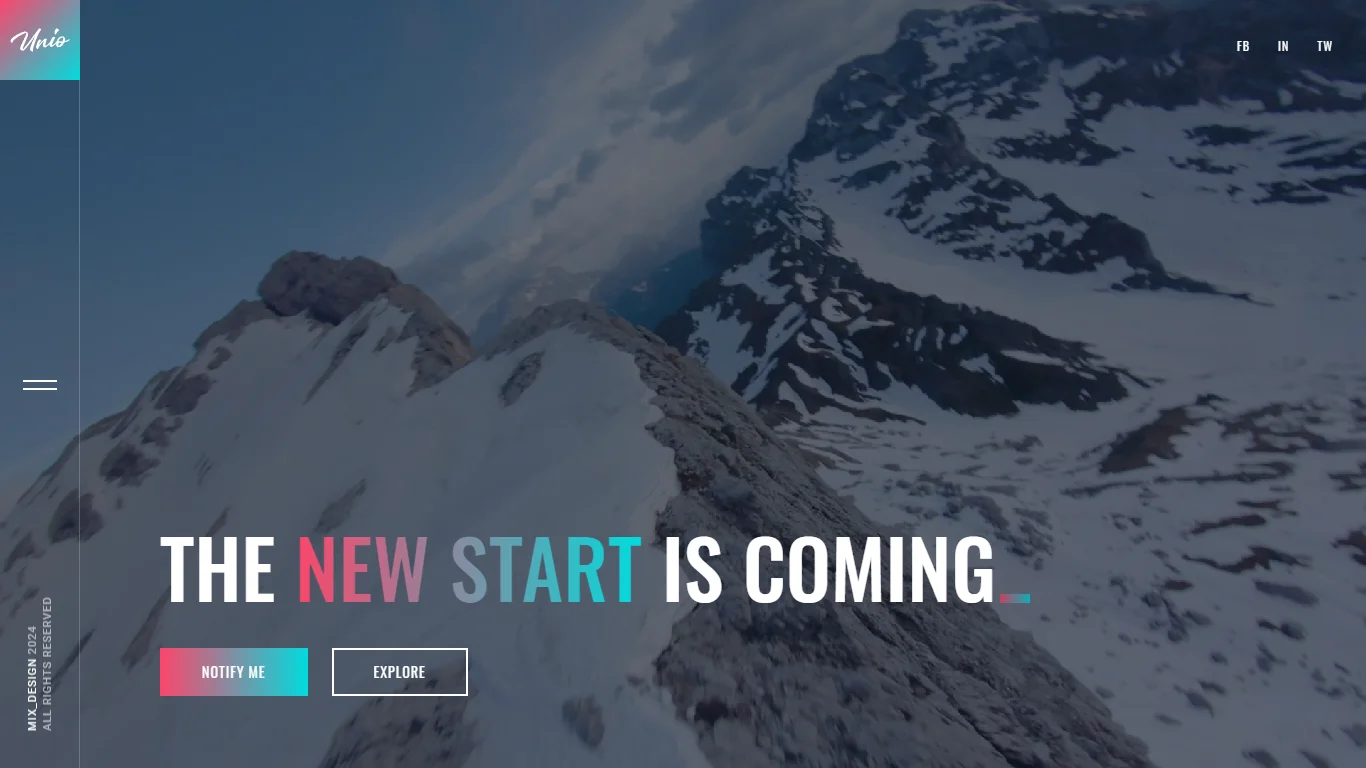 Unio
FB IN TW
THE NEW START IS COMING_
NOTIFY ME
EXPLORE
MIX_DESIGN 2024
ALL RIGHTS RESERVED